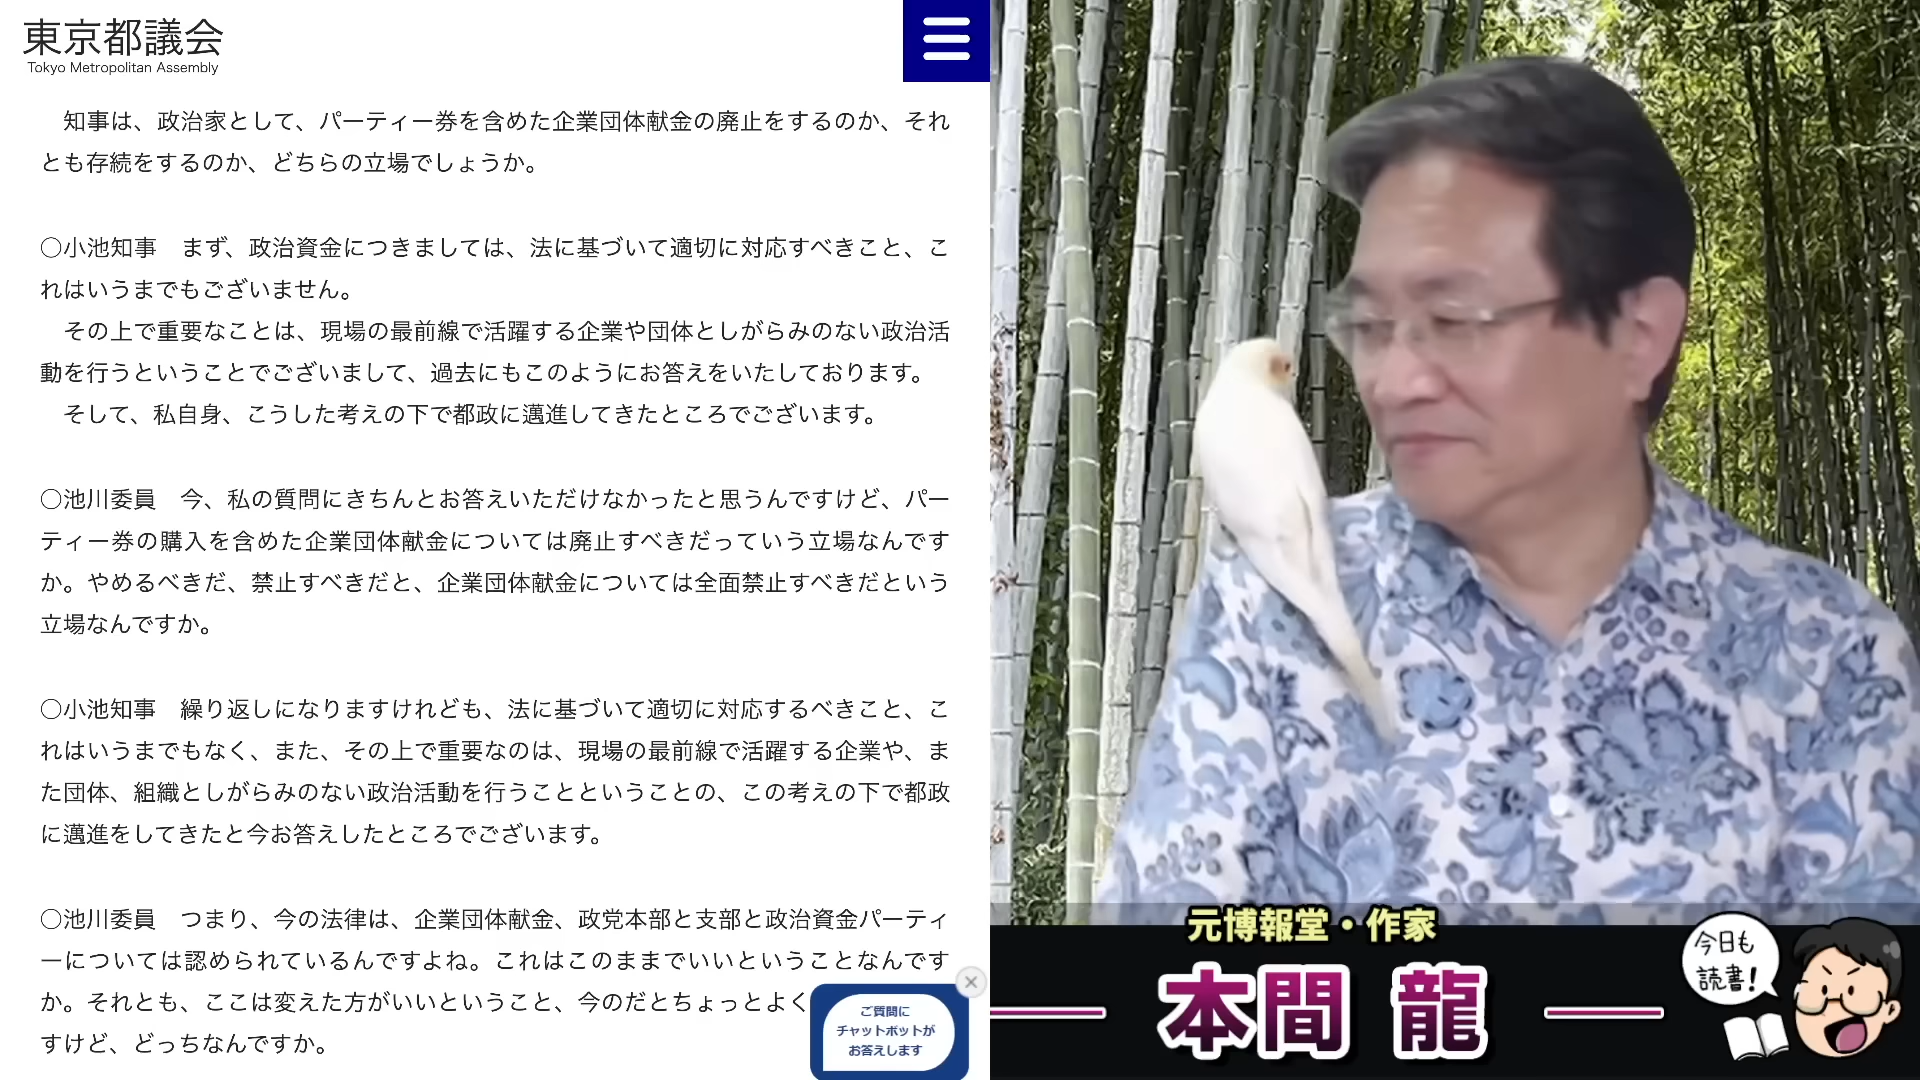 東京都議会
Tokyo Metropolitan Assembly
知事は、政治家として、パーティー券を含めた企業団体献金の廃止をするのか、それ
とも存続をするのか、どちらの立場でしょうか。
〇小池知事　まず、政治資金につきましては、法に基づいて適切に対応すべきこと、こ
れはいうまでもございません。
その上で重要なことは、現場の最前線で活躍する企業や団体としがらみのない政治活
動を行うということでございまして、過去にもこのようにお答えをいたしております。
そして、私自身、こうした考えの下で都政に邁進してきたところでございます。
〇池川委員　今、私の質問にきちんとお答えいただけなかったと思うんですけど、パー
ティー券の購入を含めた企業団体献金については廃止すべきだっていう立場なんです
か。やめるべきだ、禁止すべきだと、企業団体献金については全面禁止すべきだという
立場なんですか。
〇小池知事　繰り返しになりますけれども、法に基づいて適切に対応するべきこと、こ
れはいうまでもなく、また、その上で重要なのは、現場の最前線で活躍する企業や、ま
た団体、組織としがらみのない政治活動を行うことということの、この考えの下で都政
に邁進をしてきたと今お答えしたところでございます。
〇池川委員　つまり、今の法律は、企業団体献金、政党本部と支部と政治資金パーティ
ーについては認められているんですよね。これはこのままでいいということなんです
か。それとも、ここは変えた方がいいということ、今のだとちょっとよく
すけど、どっちなんですか。
ご質問に
チャットボットが
お答えします
元博報堂・作家
本間 龍
今日も
読書!